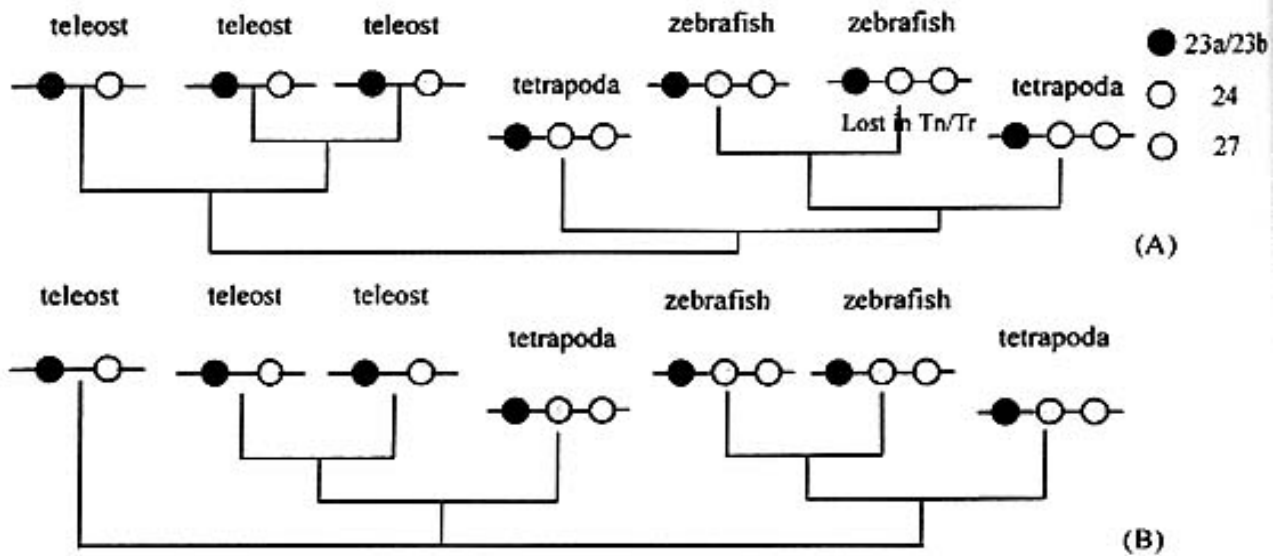 teleost teleost teleost zebrafish zebrafish
23a/23b
tetrapoda tetrapoda
24
Lost in Tn/Tr
27
(A)
teleost teleost teleost zebrafish zebrafish
tetrapoda tetrapoda
(B)